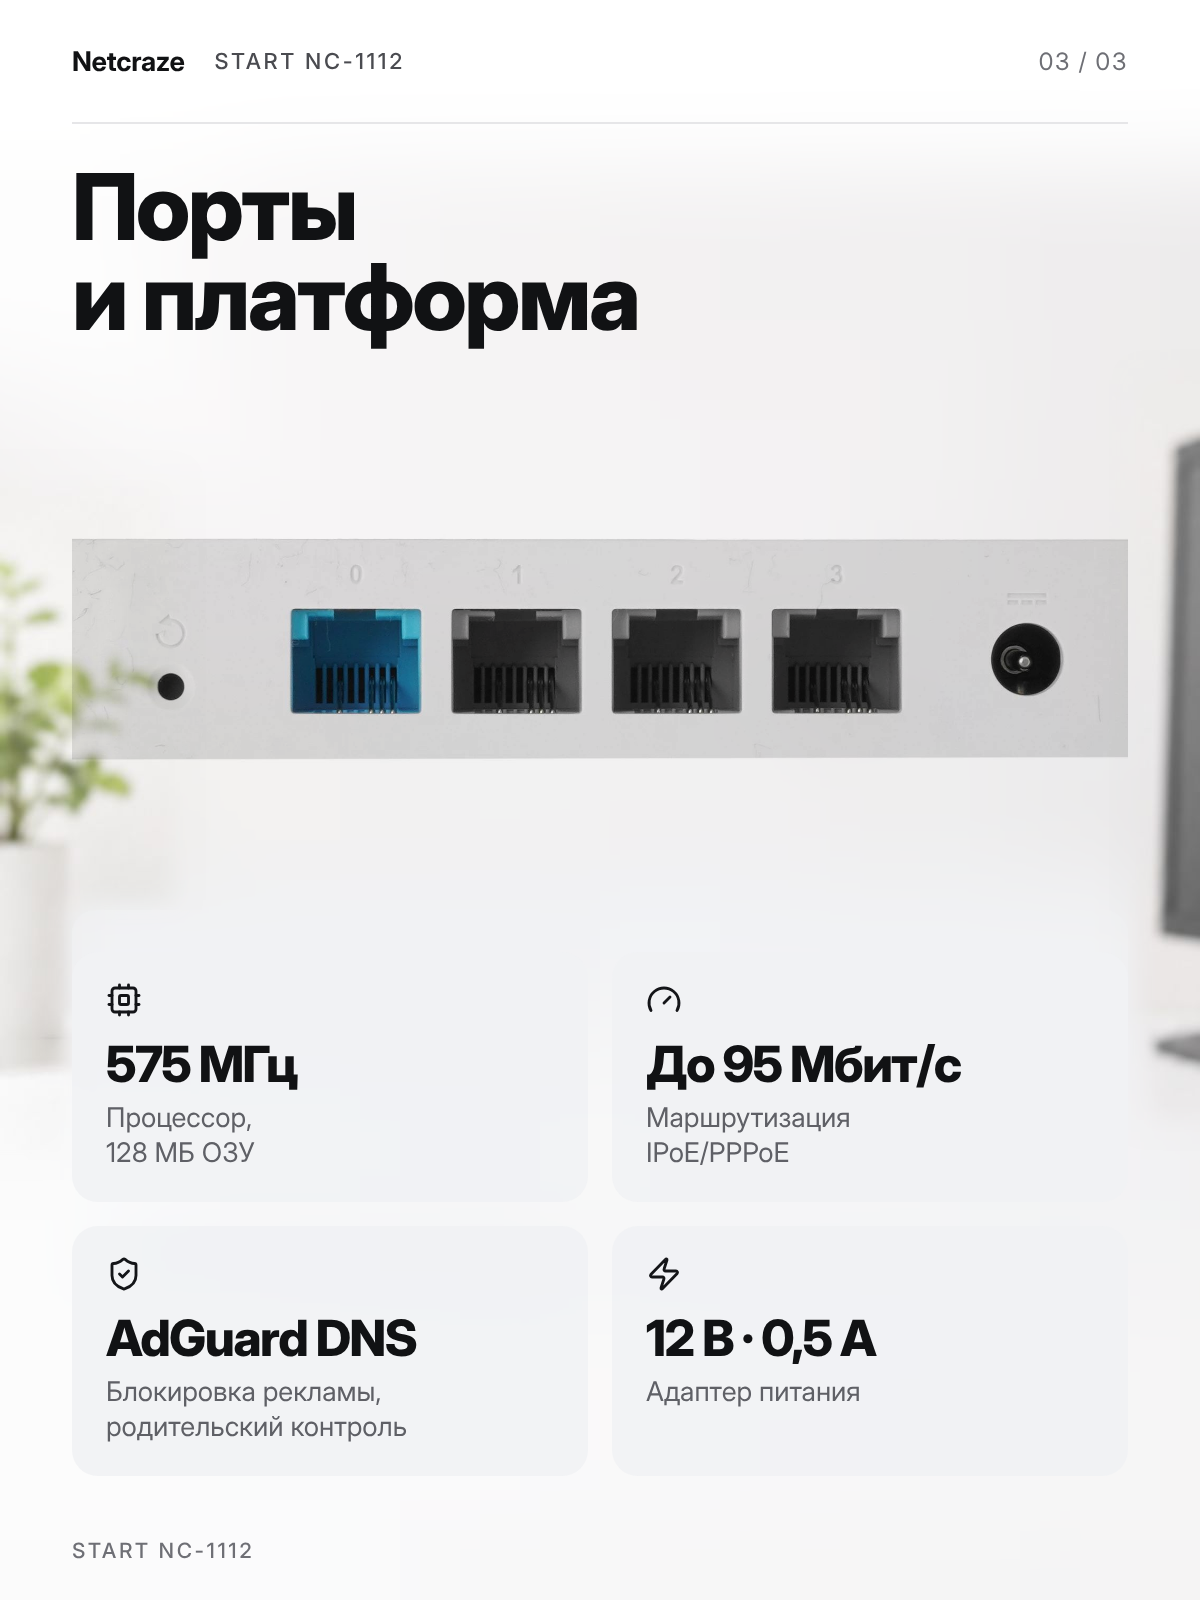 Netcraze START NC-1112 03 / 03
Порты
и платформа
0 1 2 3
575 МГц
Процессор,
128 МБ ОЗУ
До 95 Мбит/с
Маршрутизация
IPoE/PPPoE
AdGuard DNS
Блокировка рекламы,
родительский контроль
12 В · 0,5 А
Адаптер питания
START NC-1112